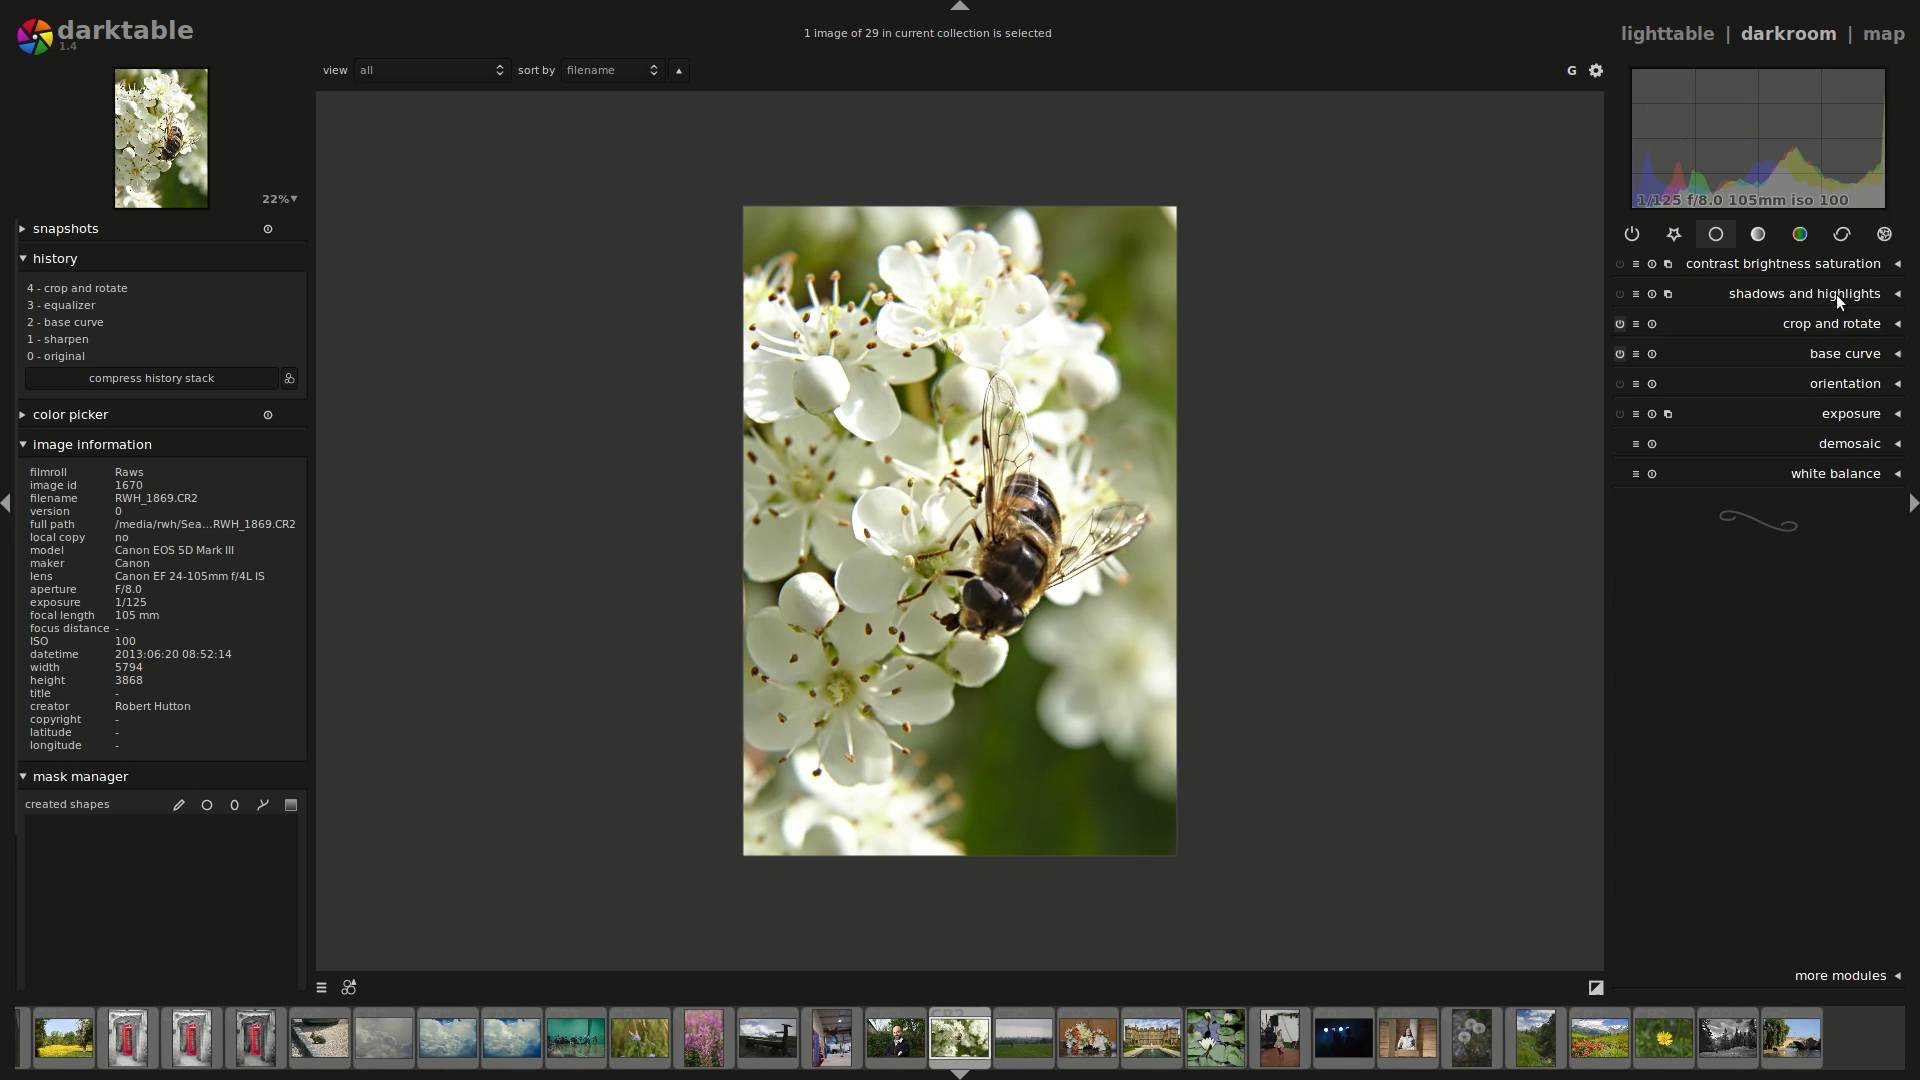 darktable
1.4
1 image of 29 in current collection is selected
lighttable | darkroom | map
view all sort by filename
G
22%
1/125 f/8.0 105mm iso 100
snapshots
history
4 - crop and rotate
3 - equalizer
2 - base curve
1 - sharpen
0 - original
compress history stack
color picker
image information
filmroll Raws
image id 1670
filename RWH_1869.CR2
version 0
full path /media/rwh/Sea...RWH_1869.CR2
local copy no
model Canon EOS 5D Mark III
maker Canon
lens Canon EF 24-105mm f/4L IS
aperture F/8.0
exposure 1/125
focal length 105 mm
focus distance -
ISO 100
datetime 2013:06:20 08:52:14
width 5794
height 3868
title -
creator Robert Hutton
copyright -
latitude -
longitude -
mask manager
created shapes
contrast brightness saturation
shadows and highlights
crop and rotate
base curve
orientation
exposure
demosaic
white balance
more modules